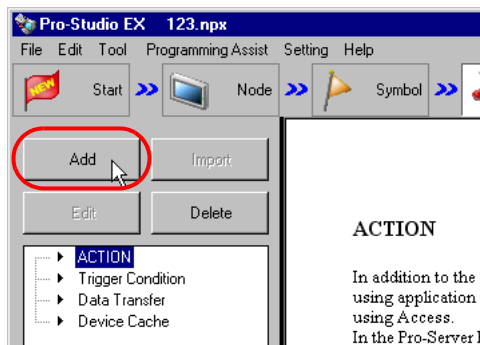 Pro-Studio EX 123.npx
File Edit Tool Programming Assist Setting Help
NEW Start Node Symbol
Add Import
Edit Delete
ACTION
Trigger Condition
Data Transfer
Device Cache
ACTION
In addition to the
using application
using Access.
In the Pro-Server